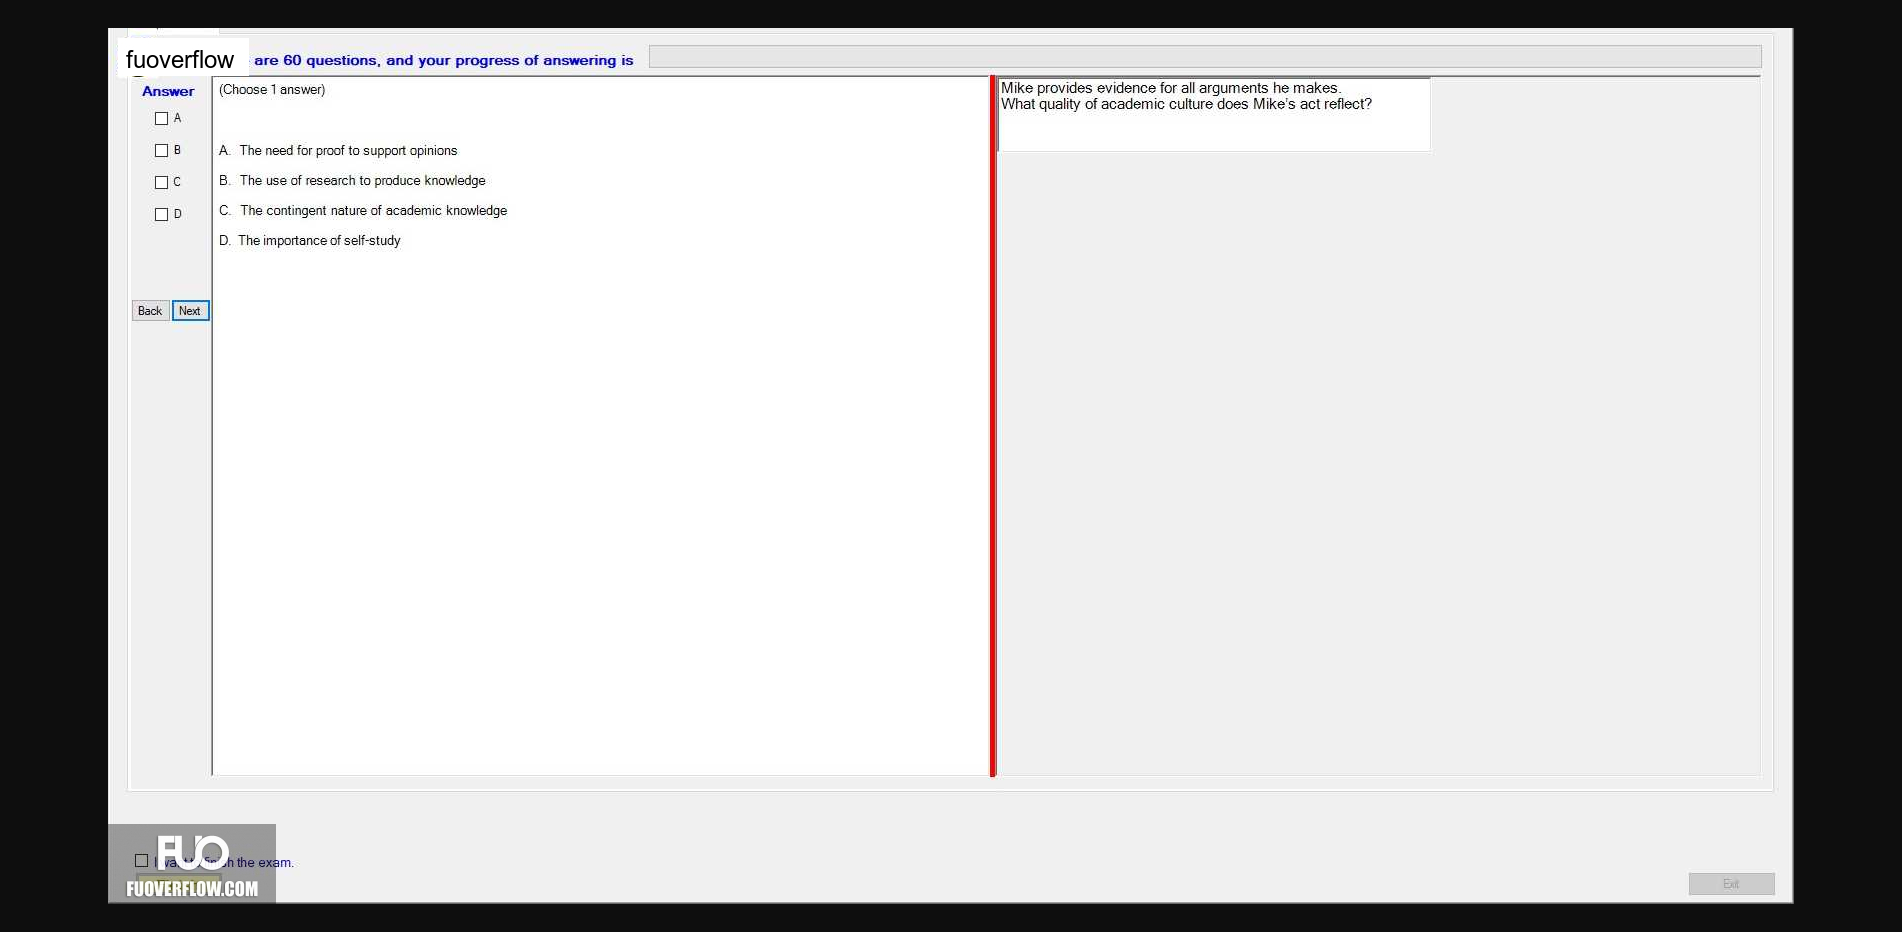 fuoverflow
are 60 questions, and your progress of answering is
Answer
A
B
C
D
Back
Next
(Choose 1 answer)
A. The need for proof to support opinions
B. The use of research to produce knowledge
C. The contingent nature of academic knowledge
D. The importance of self-study
Mike provides evidence for all arguments he makes.
What quality of academic culture does Mike's act reflect?
FUO
I want to finish the exam.
FUOVERFLOW.COM
Exit